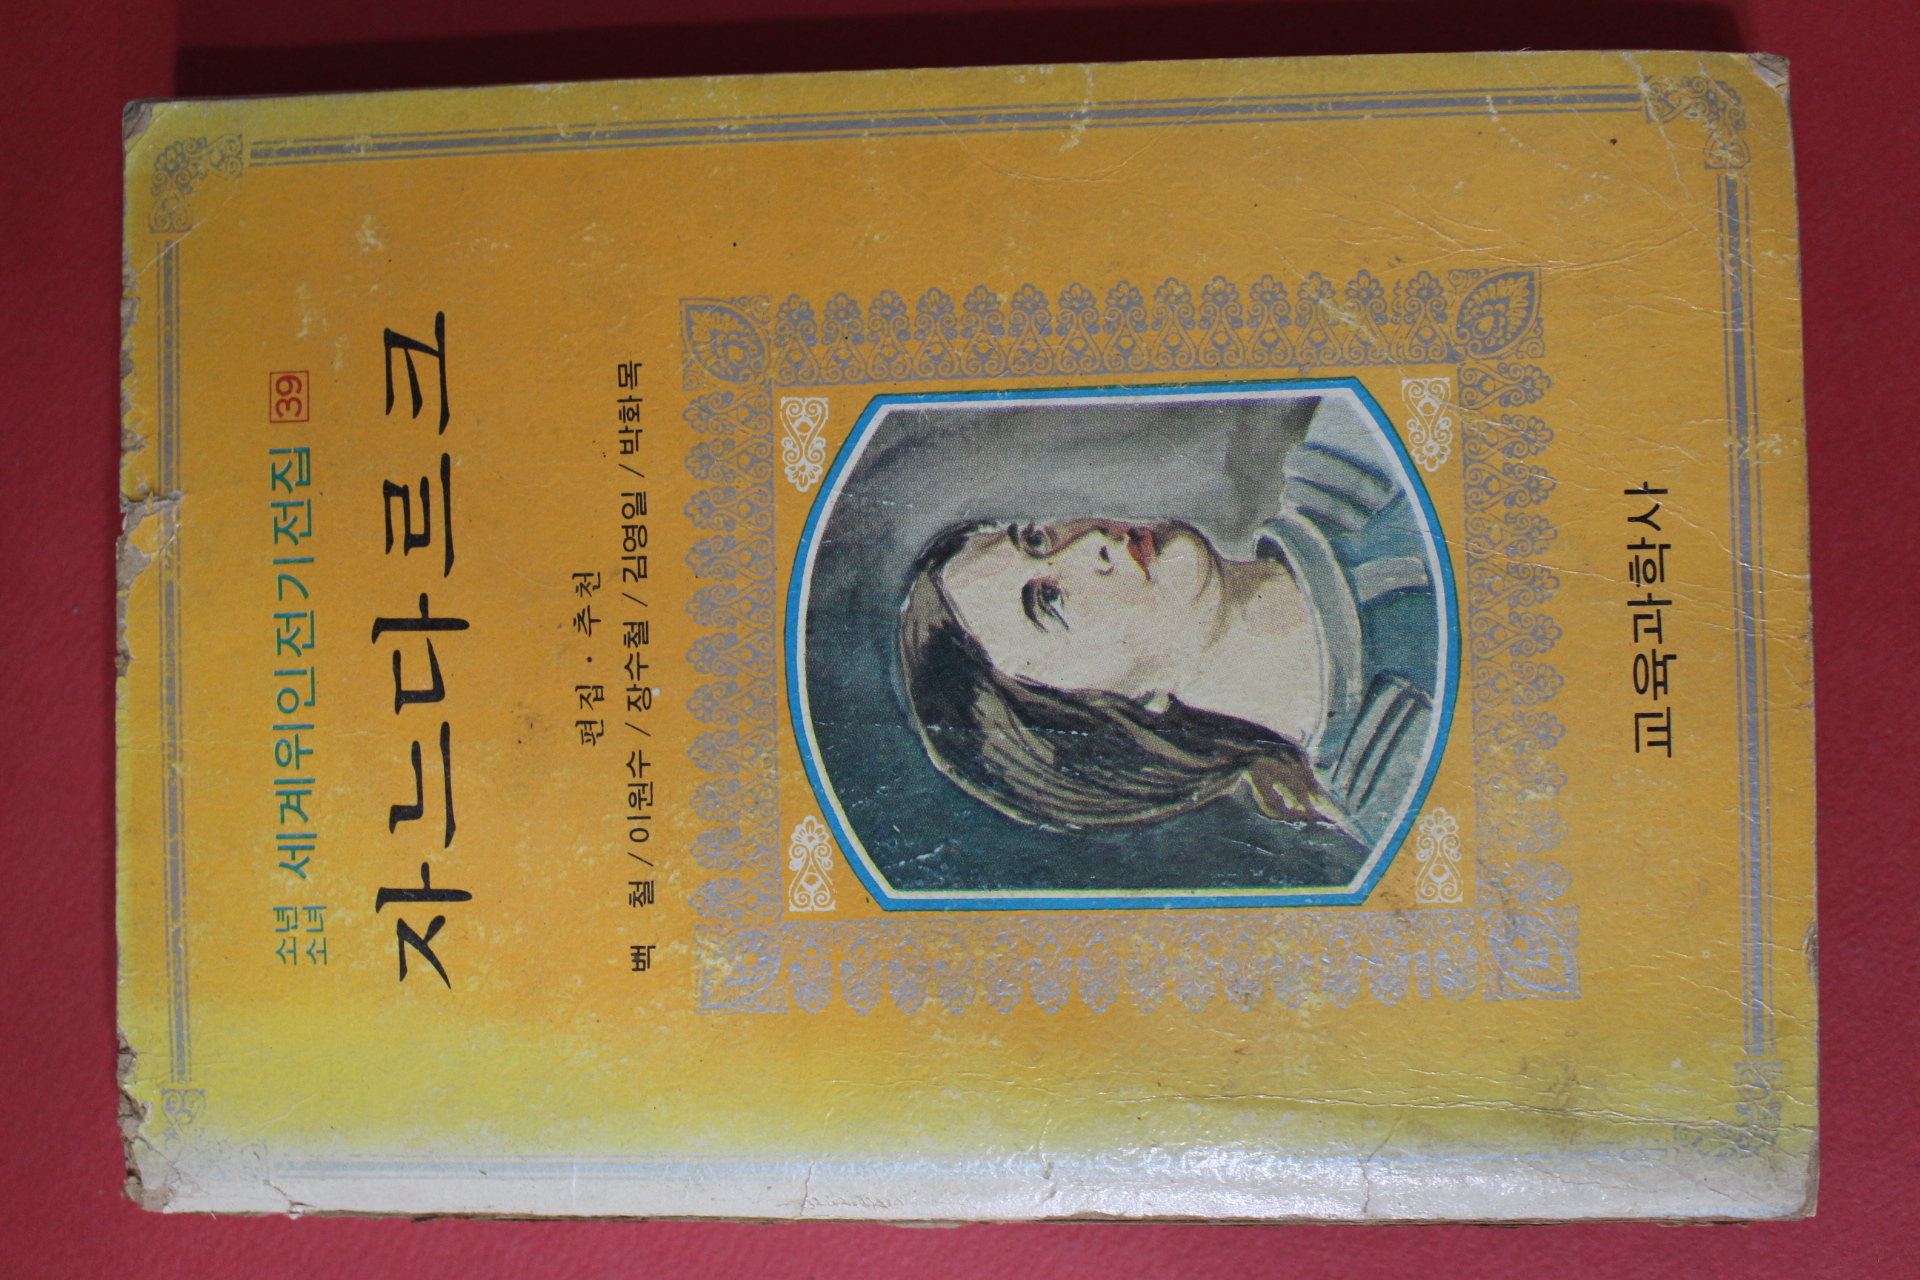 소년
소녀 세계위인전기전집 39
자느다르크
편집·추천
백 철/이원수/장수철/김영일/박화목
교육과학사